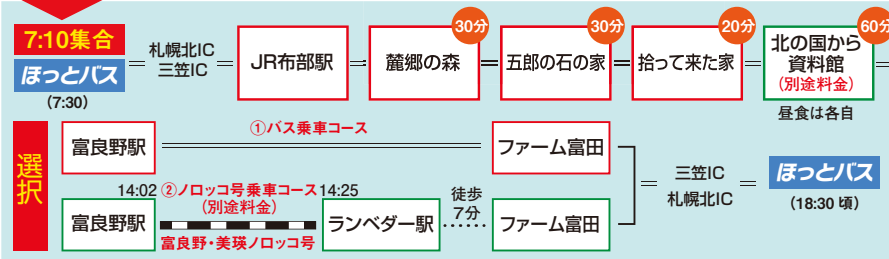 7:10集合
ほっとバス
(7:30)
札幌北IC
三笠IC
JR布部駅
30分
麓郷の森
30分
五郎の石の家
20分
拾って来た家
60分
北の国から
資料館
(別途料金)
昼食は各自
選択
富良野駅
①バス乗車コース
ファーム富田
14:02
②ノロッコ号乗車コース
14:25
(別途料金)
富良野駅
富良野・美瑛ノロッコ号
ランベダー駅
徒歩
7分
ファーム富田
三笠IC
札幌北IC
ほっとバス
(18:30 頃)